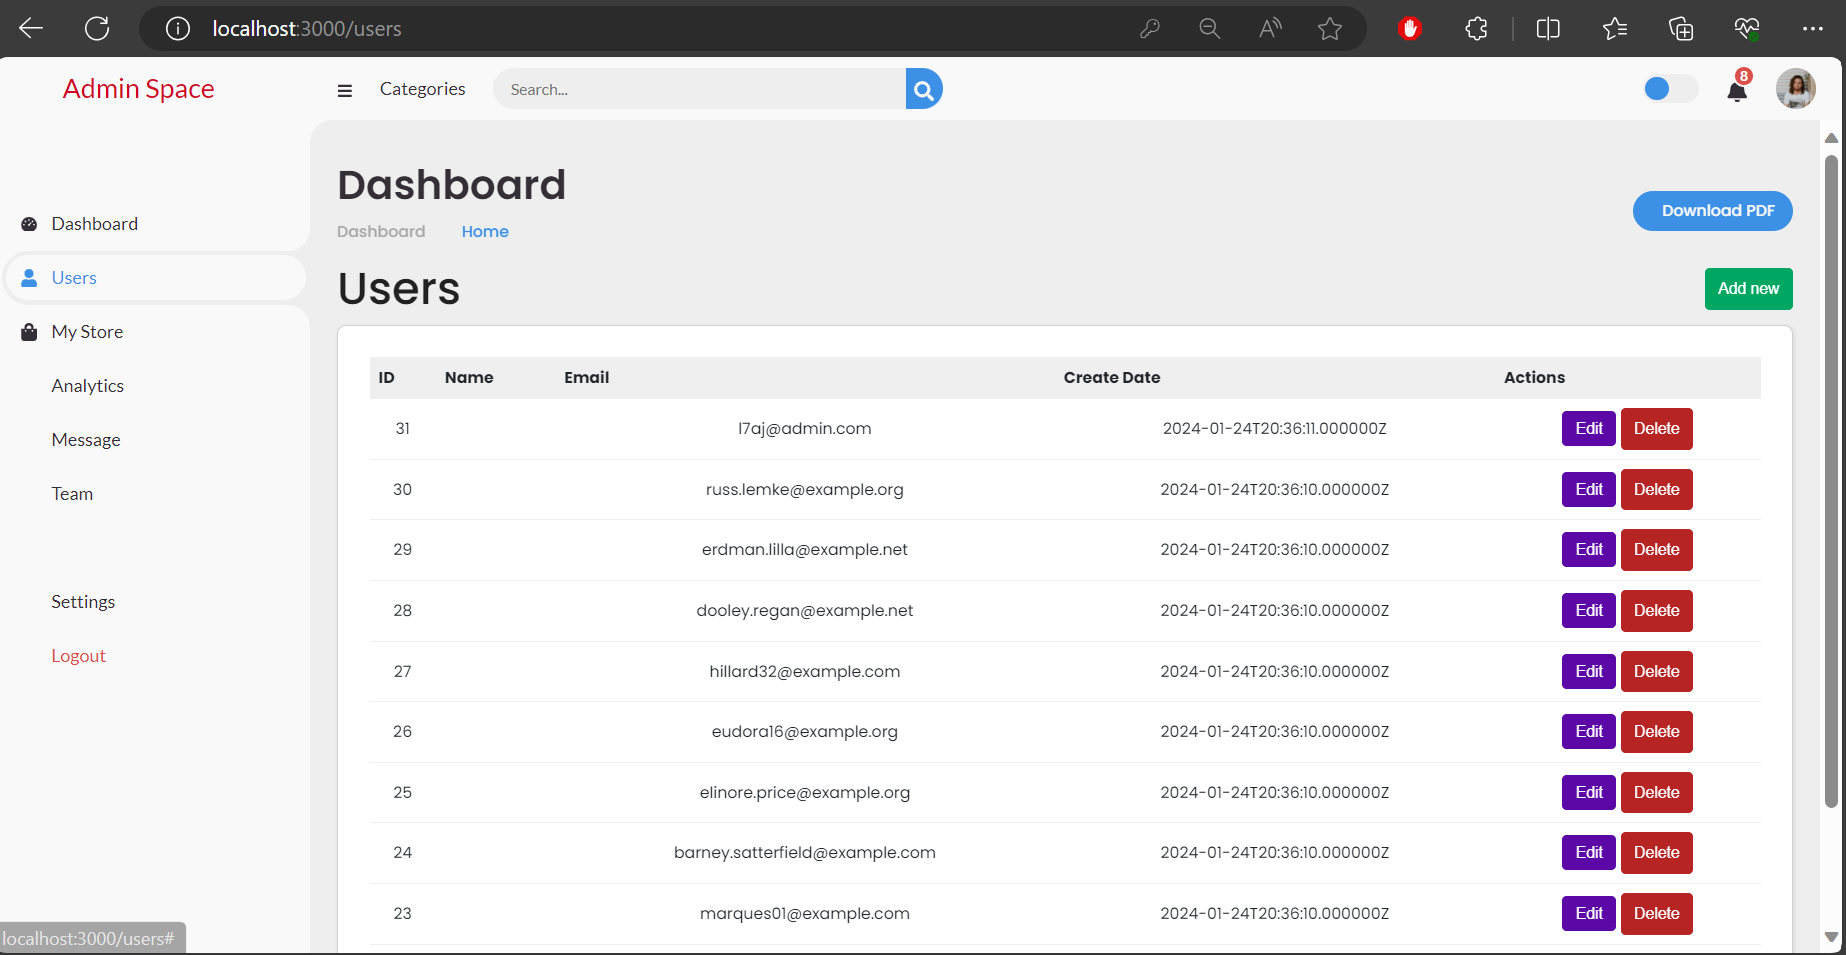 localhost:3000/users
Admin Space
Categories
Search...
8
Dashboard
Users
My Store
Analytics
Message
Team
Settings
Logout
Dashboard
Dashboard Home
Download PDF
Users
Add new
ID Name Email Create Date Actions
31 l7aj@admin.com 2024-01-24T20:36:11.000000Z Edit Delete
30 russ.lemke@example.org 2024-01-24T20:36:10.000000Z Edit Delete
29 erdman.lilla@example.net 2024-01-24T20:36:10.000000Z Edit Delete
28 dooley.regan@example.net 2024-01-24T20:36:10.000000Z Edit Delete
27 hillard32@example.com 2024-01-24T20:36:10.000000Z Edit Delete
26 eudora16@example.org 2024-01-24T20:36:10.000000Z Edit Delete
25 elinore.price@example.org 2024-01-24T20:36:10.000000Z Edit Delete
24 barney.satterfield@example.com 2024-01-24T20:36:10.000000Z Edit Delete
23 marques01@example.com 2024-01-24T20:36:10.000000Z Edit Delete
localhost:3000/users#